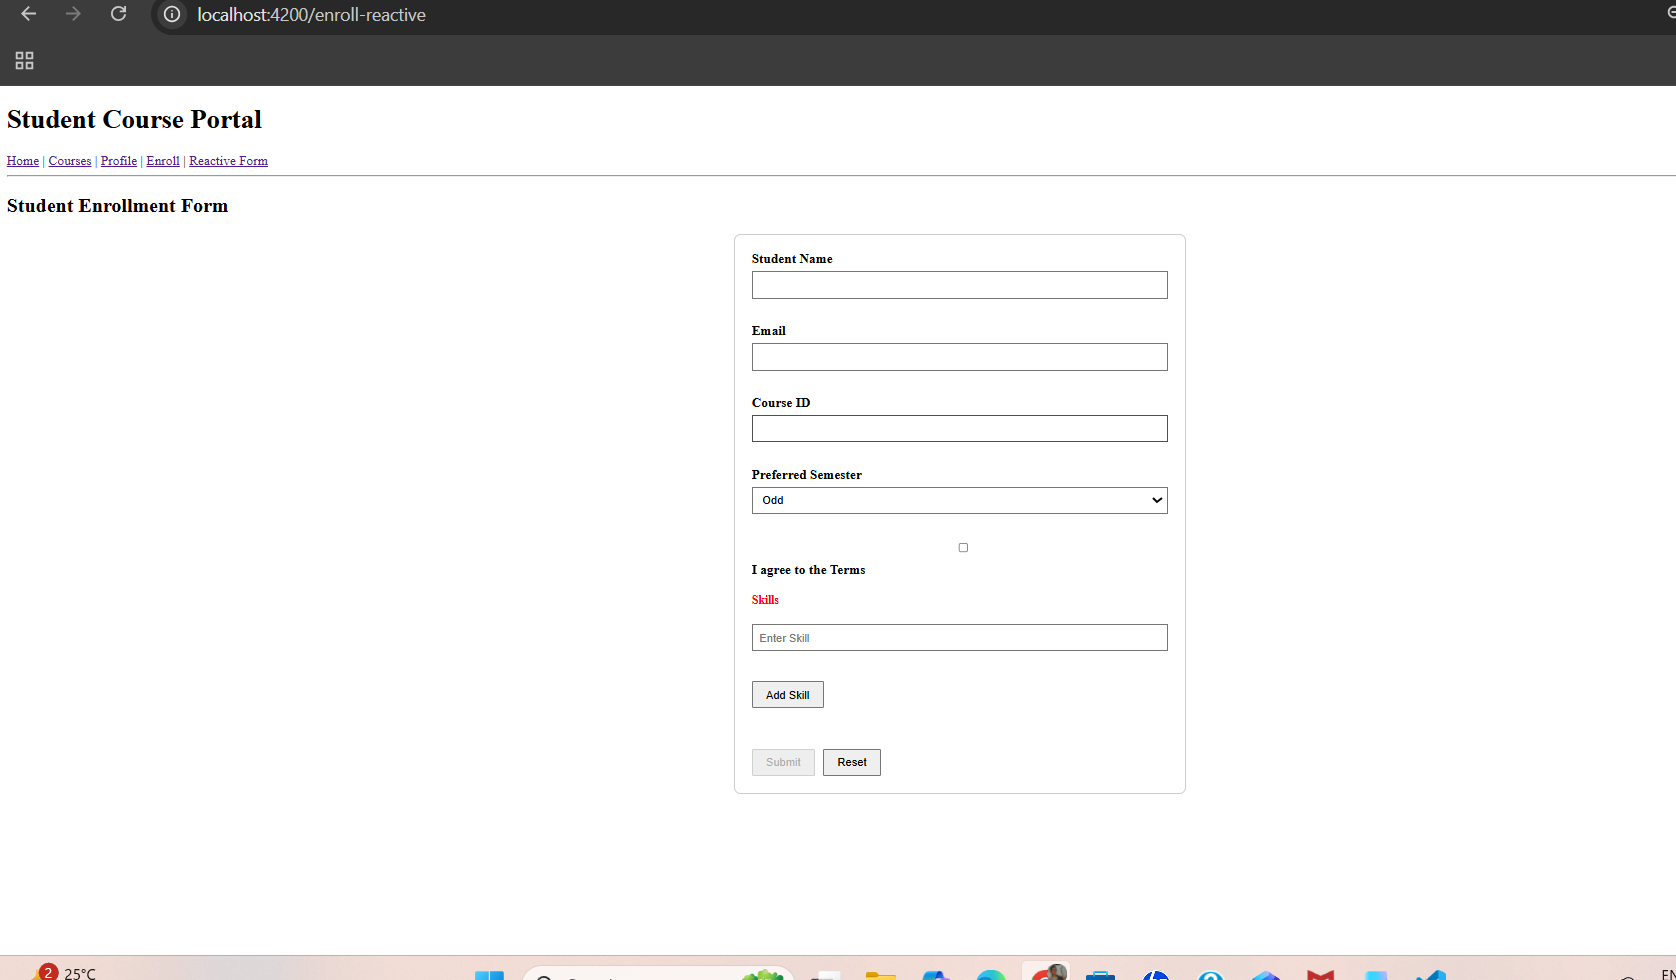 localhost:4200/enroll-reactive
Student Course Portal
Home | Courses | Profile | Enroll | Reactive Form
Student Enrollment Form
Student Name
Email
Course ID
Preferred Semester
Odd
I agree to the Terms
Skills
Enter Skill
Add Skill
Submit Reset
2 25°C